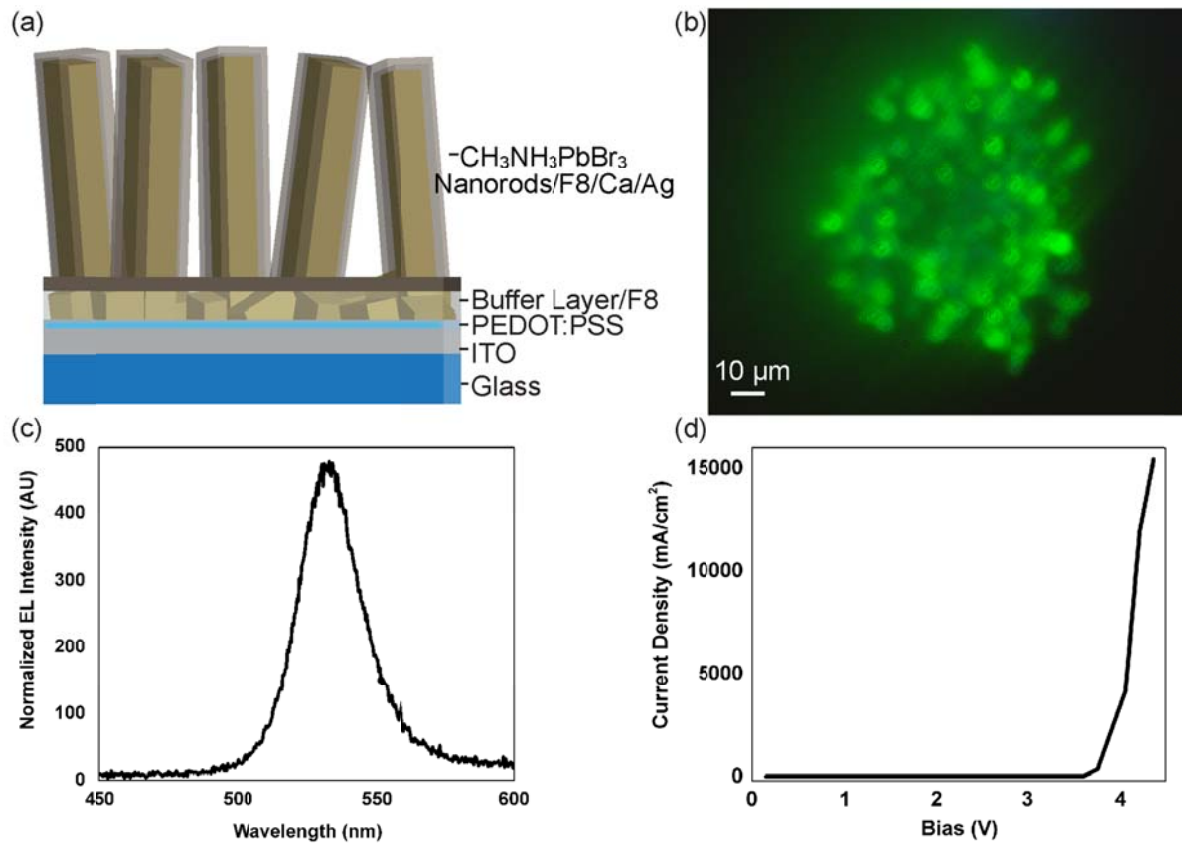 (a)
CH₃NH₃PbBr₃
Nanorods/F8/Ca/Ag
Buffer Layer/F8
PEDOT:PSS
ITO
Glass
(b)
10 µm
(c)
Normalized EL Intensity (AU)
500
400
300
200
100
0
450
500
550
600
Wavelength (nm)
(d)
Current Density (mA/cm²)
15000
10000
5000
0
0
1
2
3
4
Bias (V)